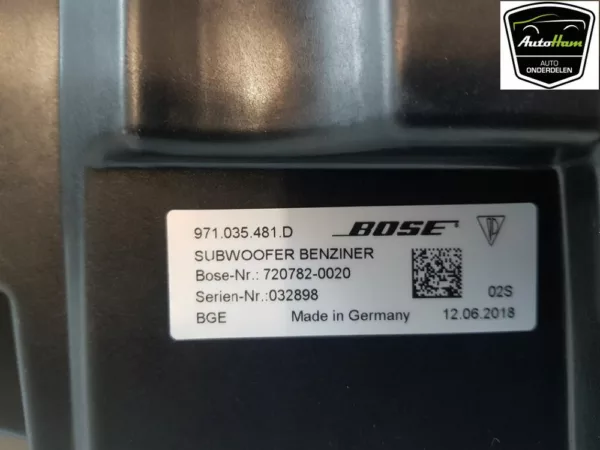 AutoHam
AUTO
ONDERDELEN
971.035.481.D BOSE
SUBWOOFER BENZINER
Bose-Nr.: 720782-0020
Serien-Nr.:032898 02S
BGE Made in Germany 12.06.2018